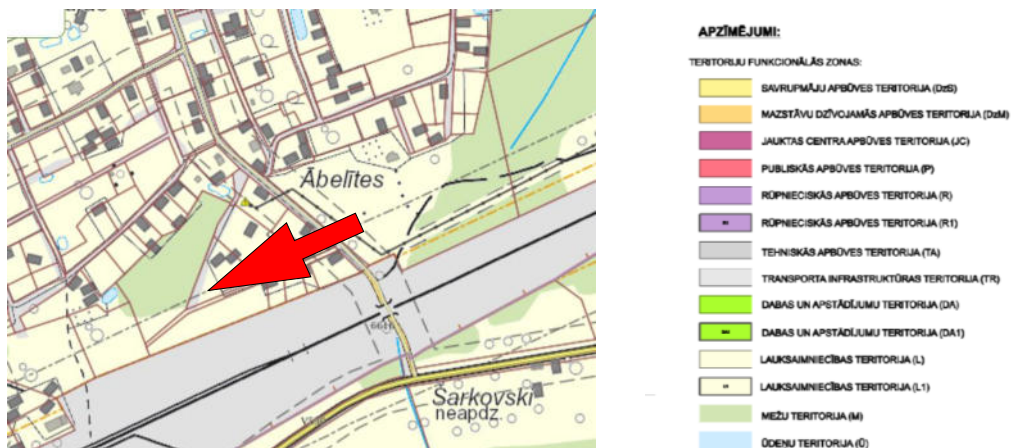 Ābelītes
Šarkovski
neapdz.
APZĪMĒJUMI:
TERITORIJU FUNKCIONĀLĀS ZONAS:
SAVRUPMĀJU APBŪVES TERITORIJA (DzS)
MAZSTĀVU DZĪVOJAMĀS APBŪVES TERITORIJA (DzM)
JAUKTAS CENTRA APBŪVES TERITORIJA (JC)
PUBLISKĀS APBŪVES TERITORIJA (P)
RŪPNIECISKĀS APBŪVES TERITORIJA (R)
RŪPNIECISKĀS APBŪVES TERITORIJA (R1)
TEHNISKĀS APBŪVES TERITORIJA (TA)
TRANSPORTA INFRASTRUKTŪRAS TERITORIJA (TR)
DABAS UN APSTĀDĪJUMU TERITORIJA (DA)
DABAS UN APSTĀDĪJUMU TERITORIJA (DA1)
LAUKSAIMNIECĪBAS TERITORIJA (L)
LAUKSAIMNIECĪBAS TERITORIJA (L1)
MEŽU TERITORIJA (M)
ŪDEŅU TERITORIJA (Ū)